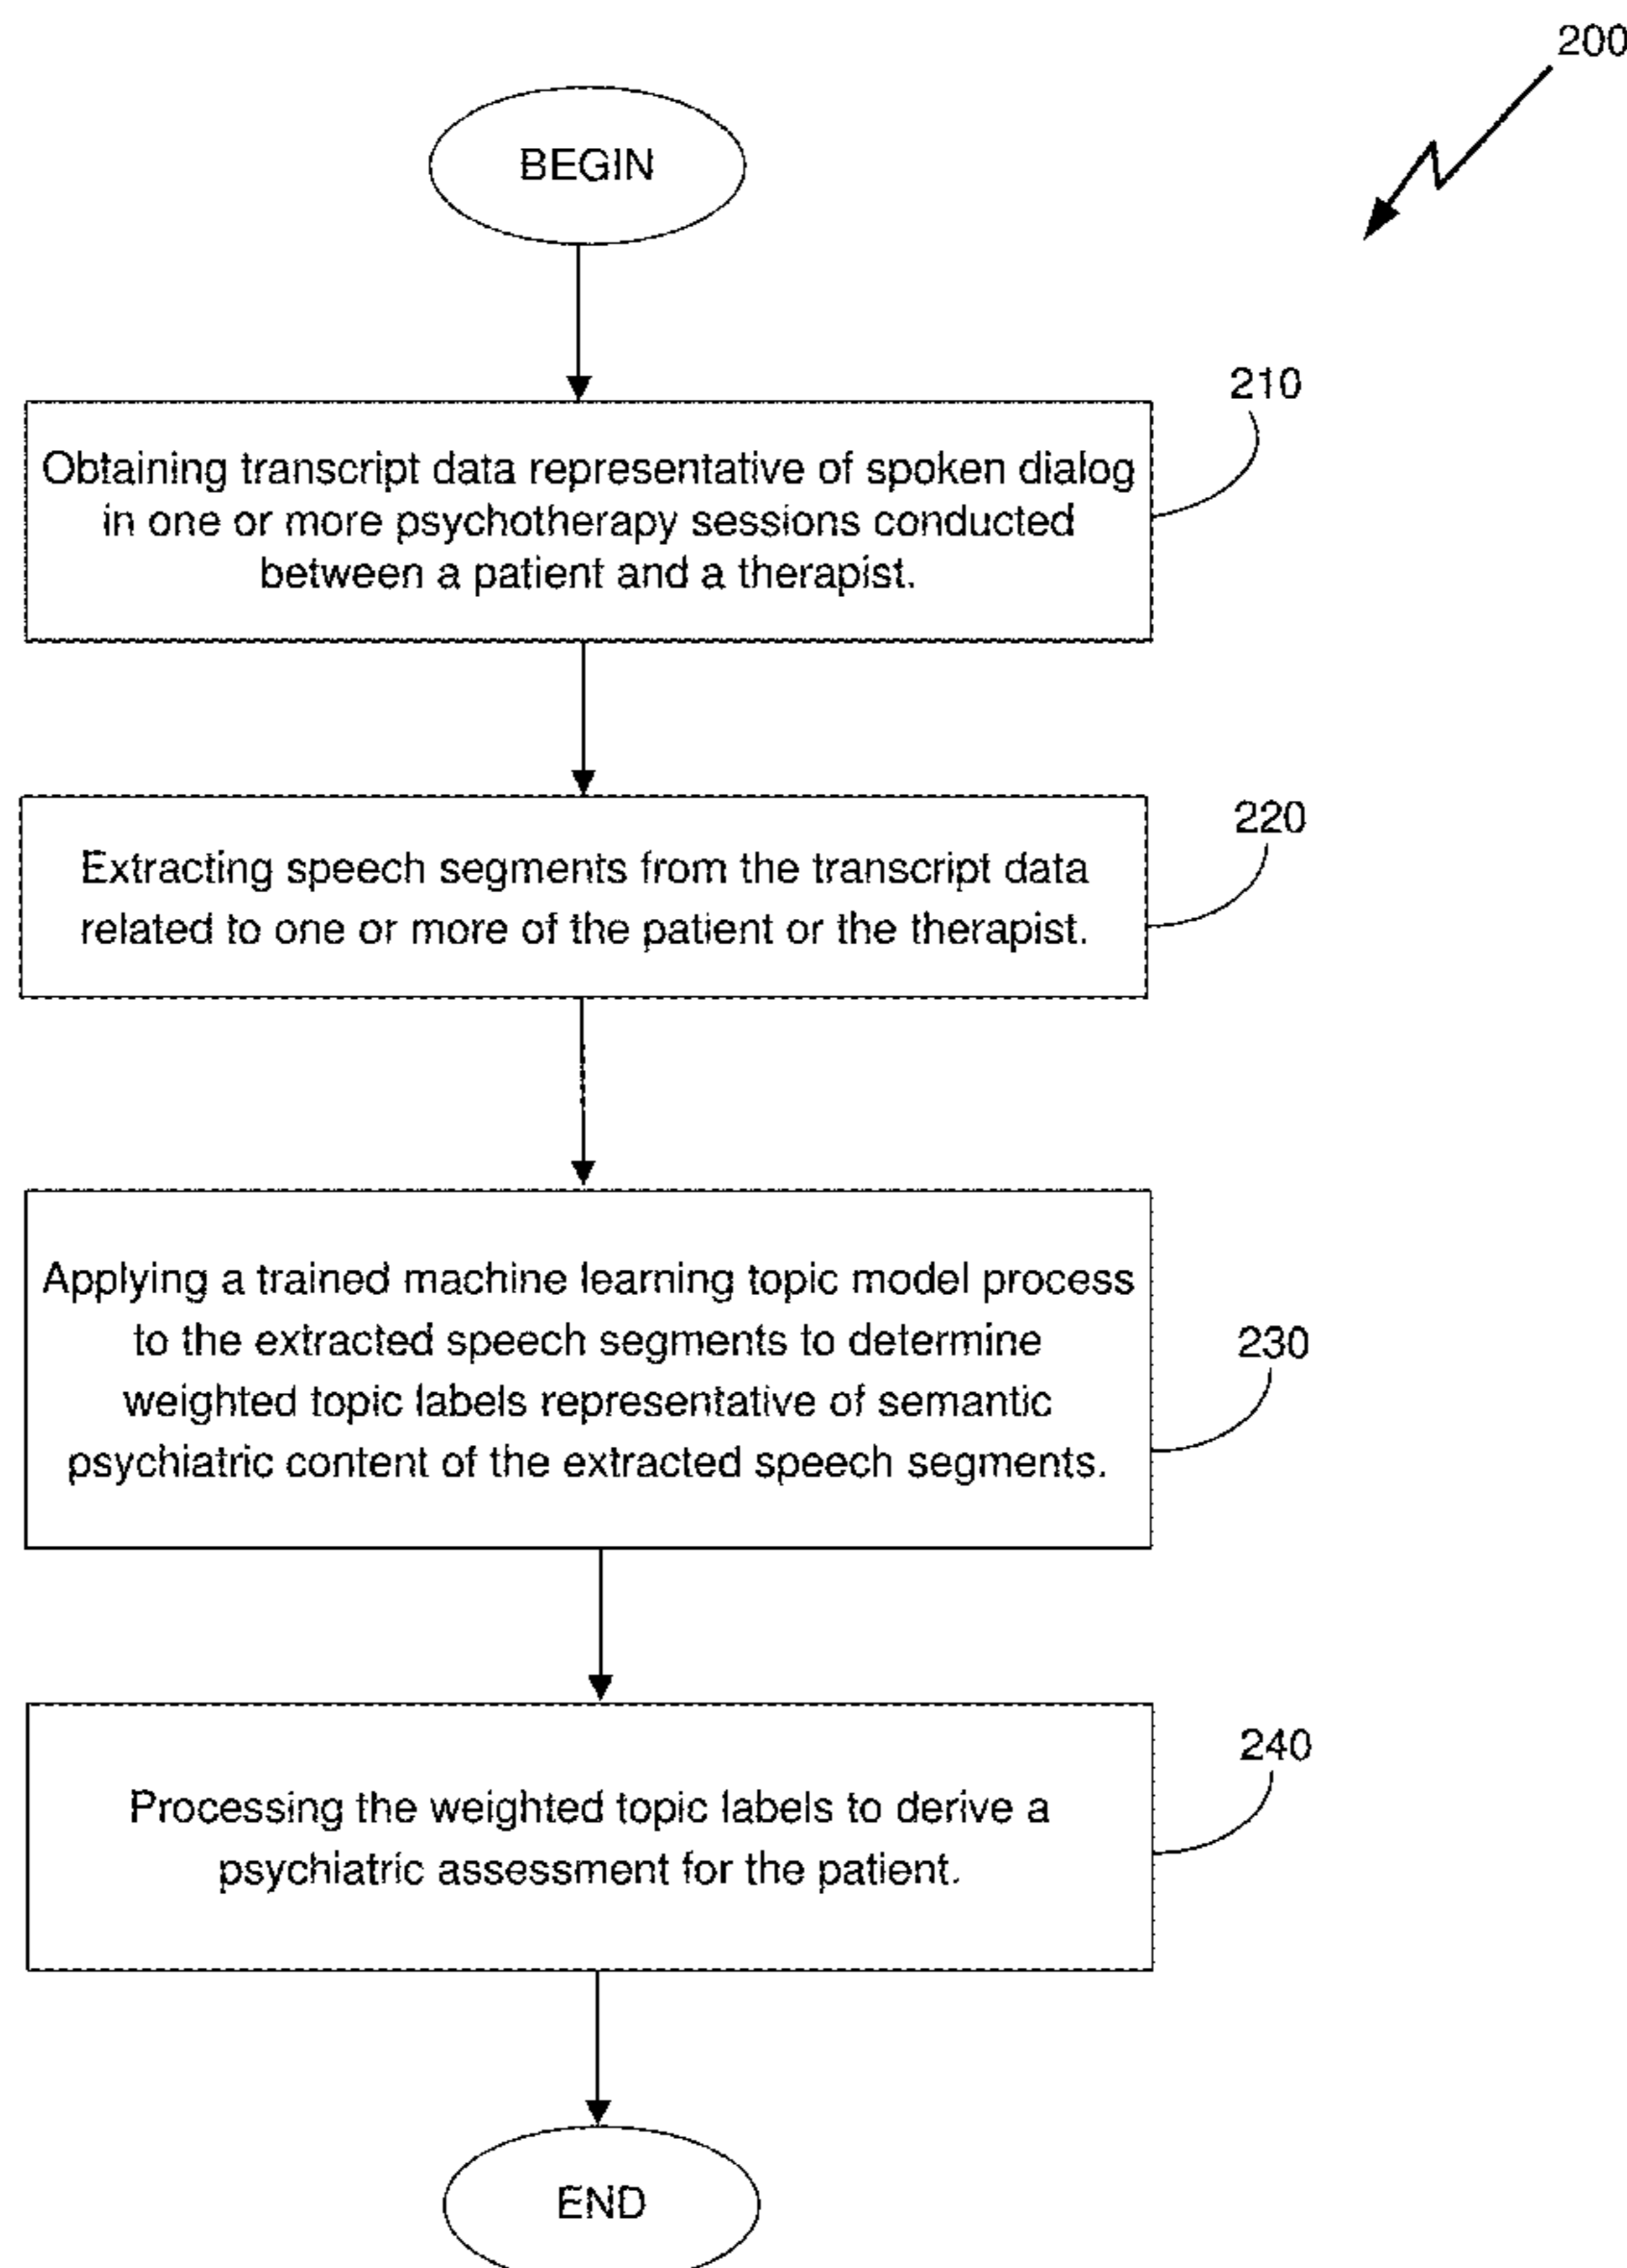 200
BEGIN
210
Obtaining transcript data representative of spoken dialog
in one or more psychotherapy sessions conducted
between a patient and a therapist.
220
Extracting speech segments from the transcript data
related to one or more of the patient or the therapist.
Applying a trained machine learning topic model process
to the extracted speech segments to determine
230
weighted topic labels representative of semantic
psychiatric content of the extracted speech segments.
240
Processing the weighted topic labels to derive a
psychiatric assessment for the patient.
END